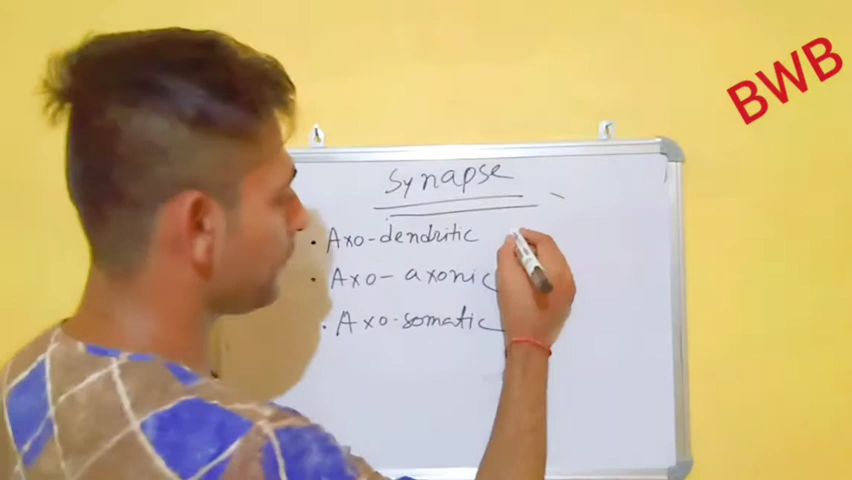 BWB
Synapse
• Axo-dendritic
• Axo-axonic
• Axo-somatic